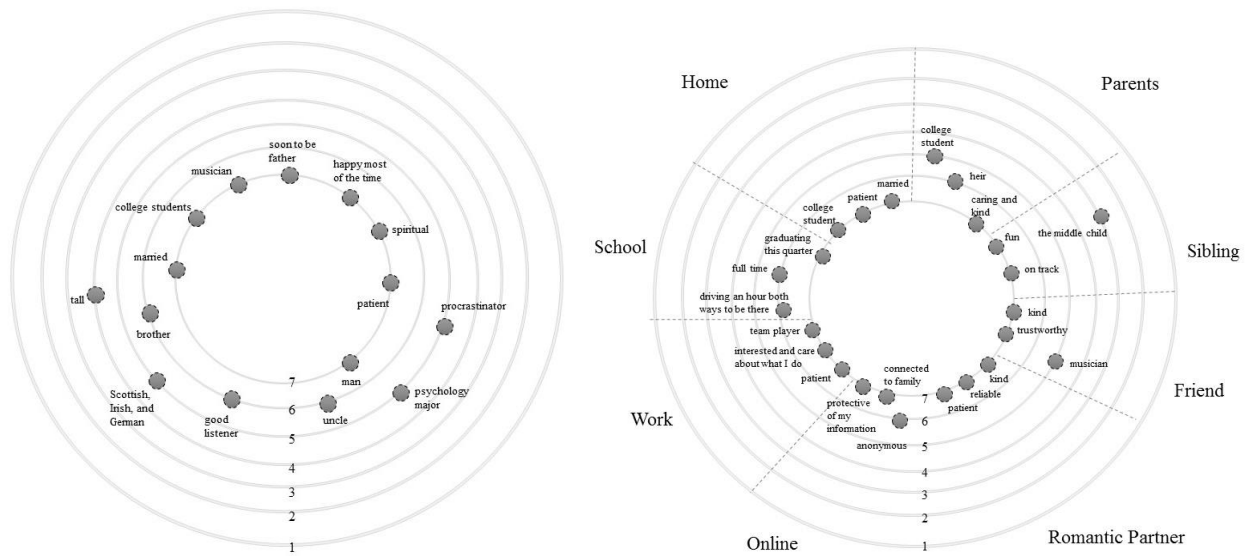 soon to be
father
musician
happy most
of the time
college students
spiritual
married
patient
tall
procrastinator
brother
man
Scottish,
Irish, and
German
good
listener
uncle
psychology
major
7
6
5
4
3
2
1
Home
Parents
college
student
heir
married
patient
caring and
kind
college
student
fun
the middle child
School
graduating
this quarter
Sibling
full time
on track
driving an hour both
ways to be there
kind
team player
trustworthy
interested and care
about what I do
musician
connected
to family
kind
patient
reliable
Friend
protective
of my
information
patient
Work
anonymous
7
6
5
4
3
2
1
Online
Romantic Partner